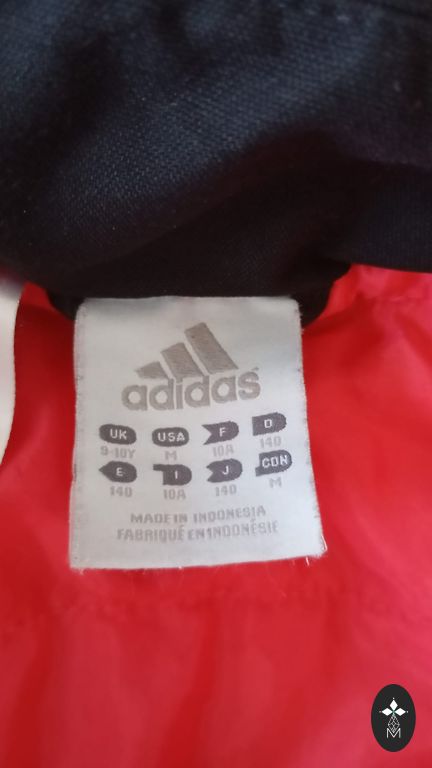 adidas
UK USA F D
9-10Y M 10A 140
E I J CDN
140 10A 140 M
MADE IN INDONESIA
FABRIQUÉ EN INDONÉSIE
M